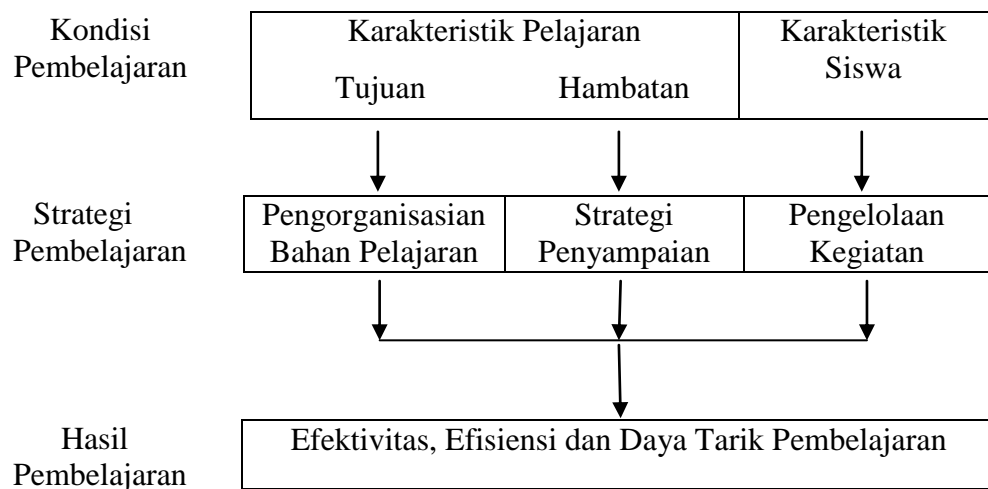 Kondisi
Pembelajaran
Karakteristik Pelajaran
Tujuan Hambatan
Karakteristik
Siswa
Strategi
Pembelajaran
Pengorganisasian
Bahan Pelajaran
Strategi
Penyampaian
Pengelolaan
Kegiatan
Hasil
Pembelajaran
Efektivitas, Efisiensi dan Daya Tarik Pembelajaran